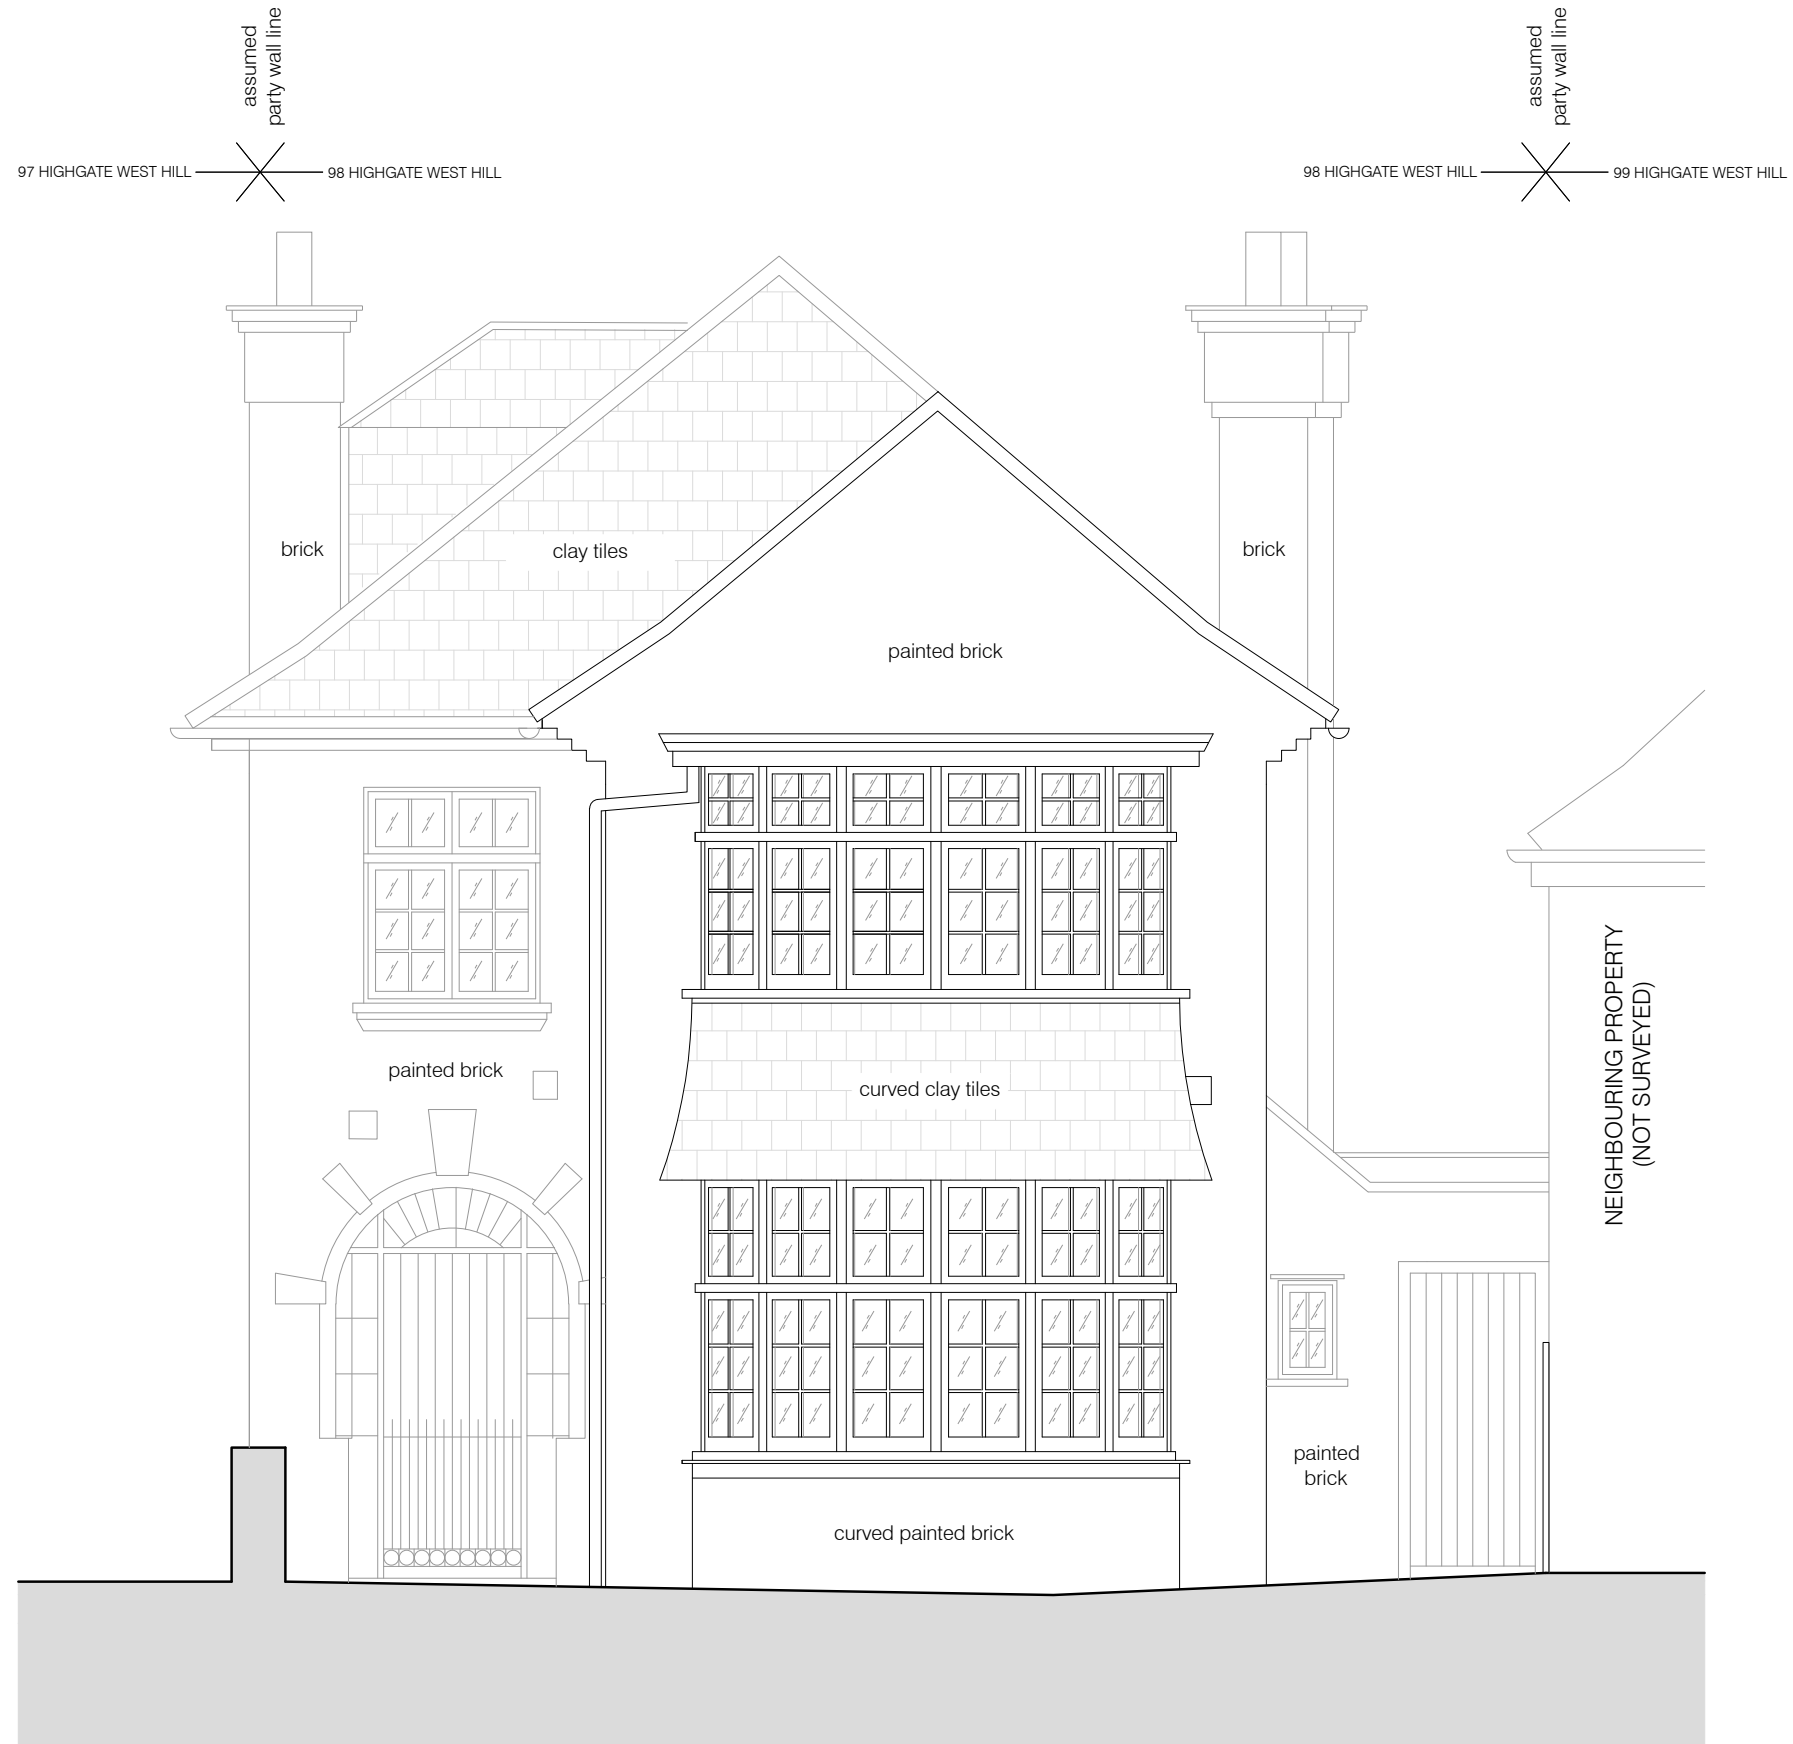 assumed
party wall line
assumed
party wall line
97 HIGHGATE WEST HILL
98 HIGHGATE WEST HILL
98 HIGHGATE WEST HILL
99 HIGHGATE WEST HILL
brick
clay tiles
brick
painted brick
NEIGHBOURING PROPERTY
(NOT SURVEYED)
painted brick
curved clay tiles
painted
brick
curved painted brick